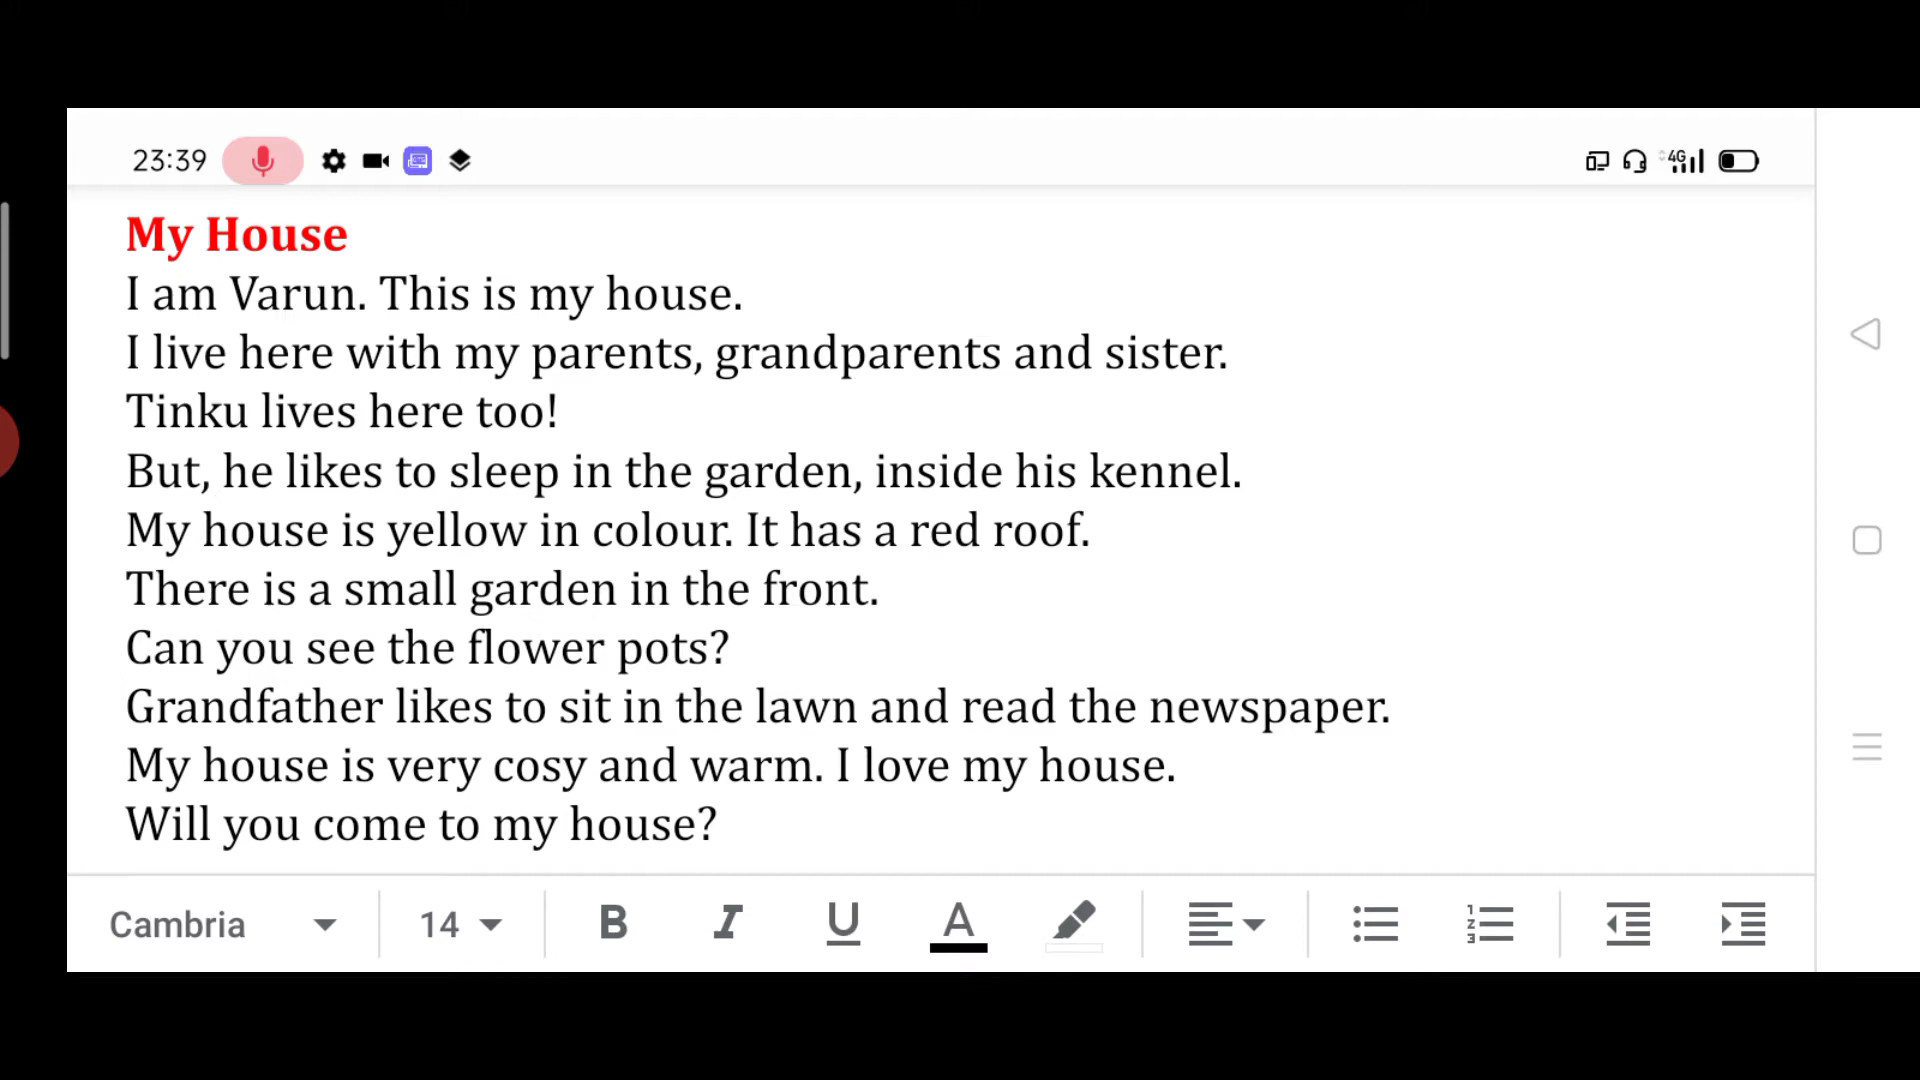 23:39
4G
My House
I am Varun. This is my house.
I live here with my parents, grandparents and sister.
Tinku lives here too!
But, he likes to sleep in the garden, inside his kennel.
My house is yellow in colour. It has a red roof.
There is a small garden in the front.
Can you see the flower pots?
Grandfather likes to sit in the lawn and read the newspaper.
My house is very cosy and warm. I love my house.
Will you come to my house?
Cambria 14 B I U A